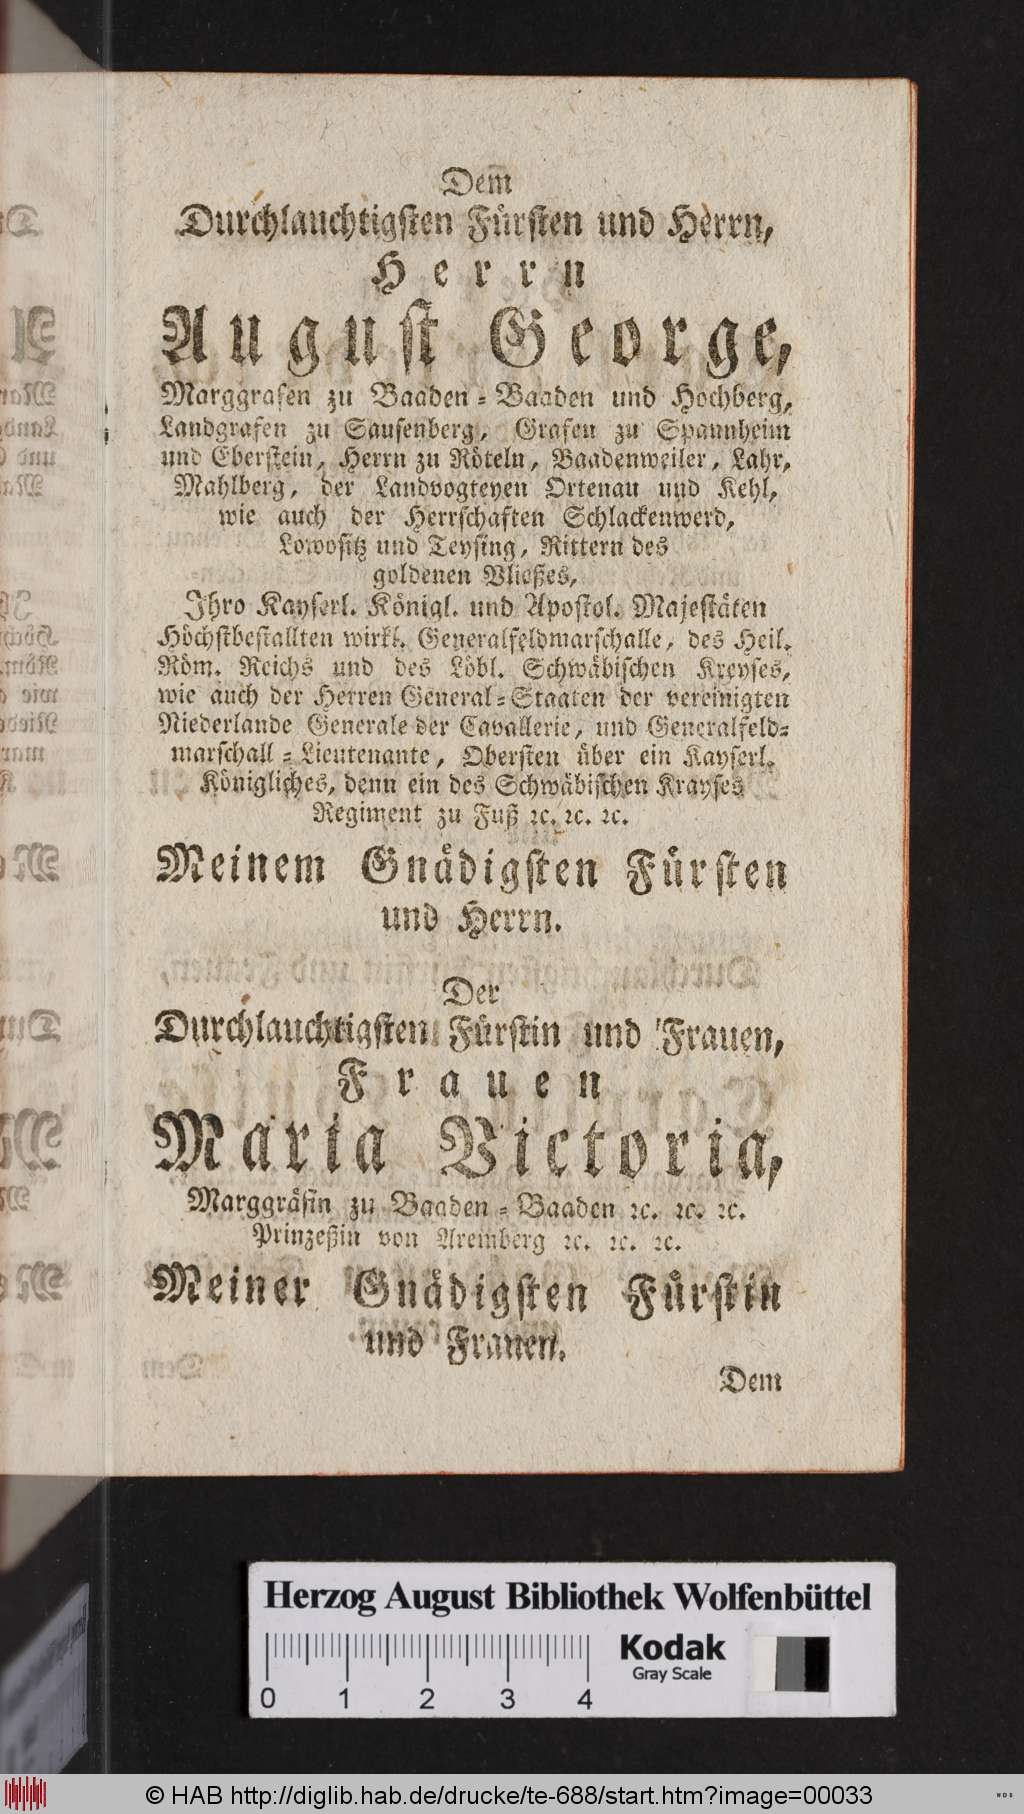 Dem̃
Durchlauchtigsten Fürsten und Herrn,
Herrn
August George,
Marggrafen zu Baaden-Baaden und Hochberg,
Landgrafen zu Sausenberg, Grafen zu Spannheim
und Eberstein, Herrn zu Röteln, Baadenweiler, Lahr,
Mahlberg, der Landvogteyen Ortenau und Kehl,
wie auch der Herrschaften Schlackenwerd,
Lowositz und Teysing, Rittern des
goldenen Vließes,
Ihro Kayserl. Königl. und Apostol. Majestäten
Höchstbestallten wirkl. Generalfeldmarschalle, des Heil.
Röm. Reichs und des Löbl. Schwäbischen Kreyses,
wie auch der Herren General-Staaten der vereinigten
Niederlande Generale der Cavallerie, und Generalfeld-
marschall-Lieutenante, Obersten über ein Kayserl.
Königliches, denn ein des Schwäbischen Krayses
Regiment zu Fuß ꝛc. ꝛc. ꝛc.
Meinem Gnädigsten Fürsten
und Herrn.
Der
Durchlauchtigsten Fürstin und Frauen,
Frauen
Maria Victoria,
Marggräfin zu Baaden-Baaden ꝛc. ꝛc. ꝛc.
Prinzeßin von Aremberg ꝛc. ꝛc. ꝛc.
Meiner Gnädigsten Fürstin
und Frauen.
Dem
Herzog August Bibliothek Wolfenbüttel
Kodak
Gray Scale
0 1 2 3 4
© HAB http://diglib.hab.de/drucke/te-688/start.htm?image=00033